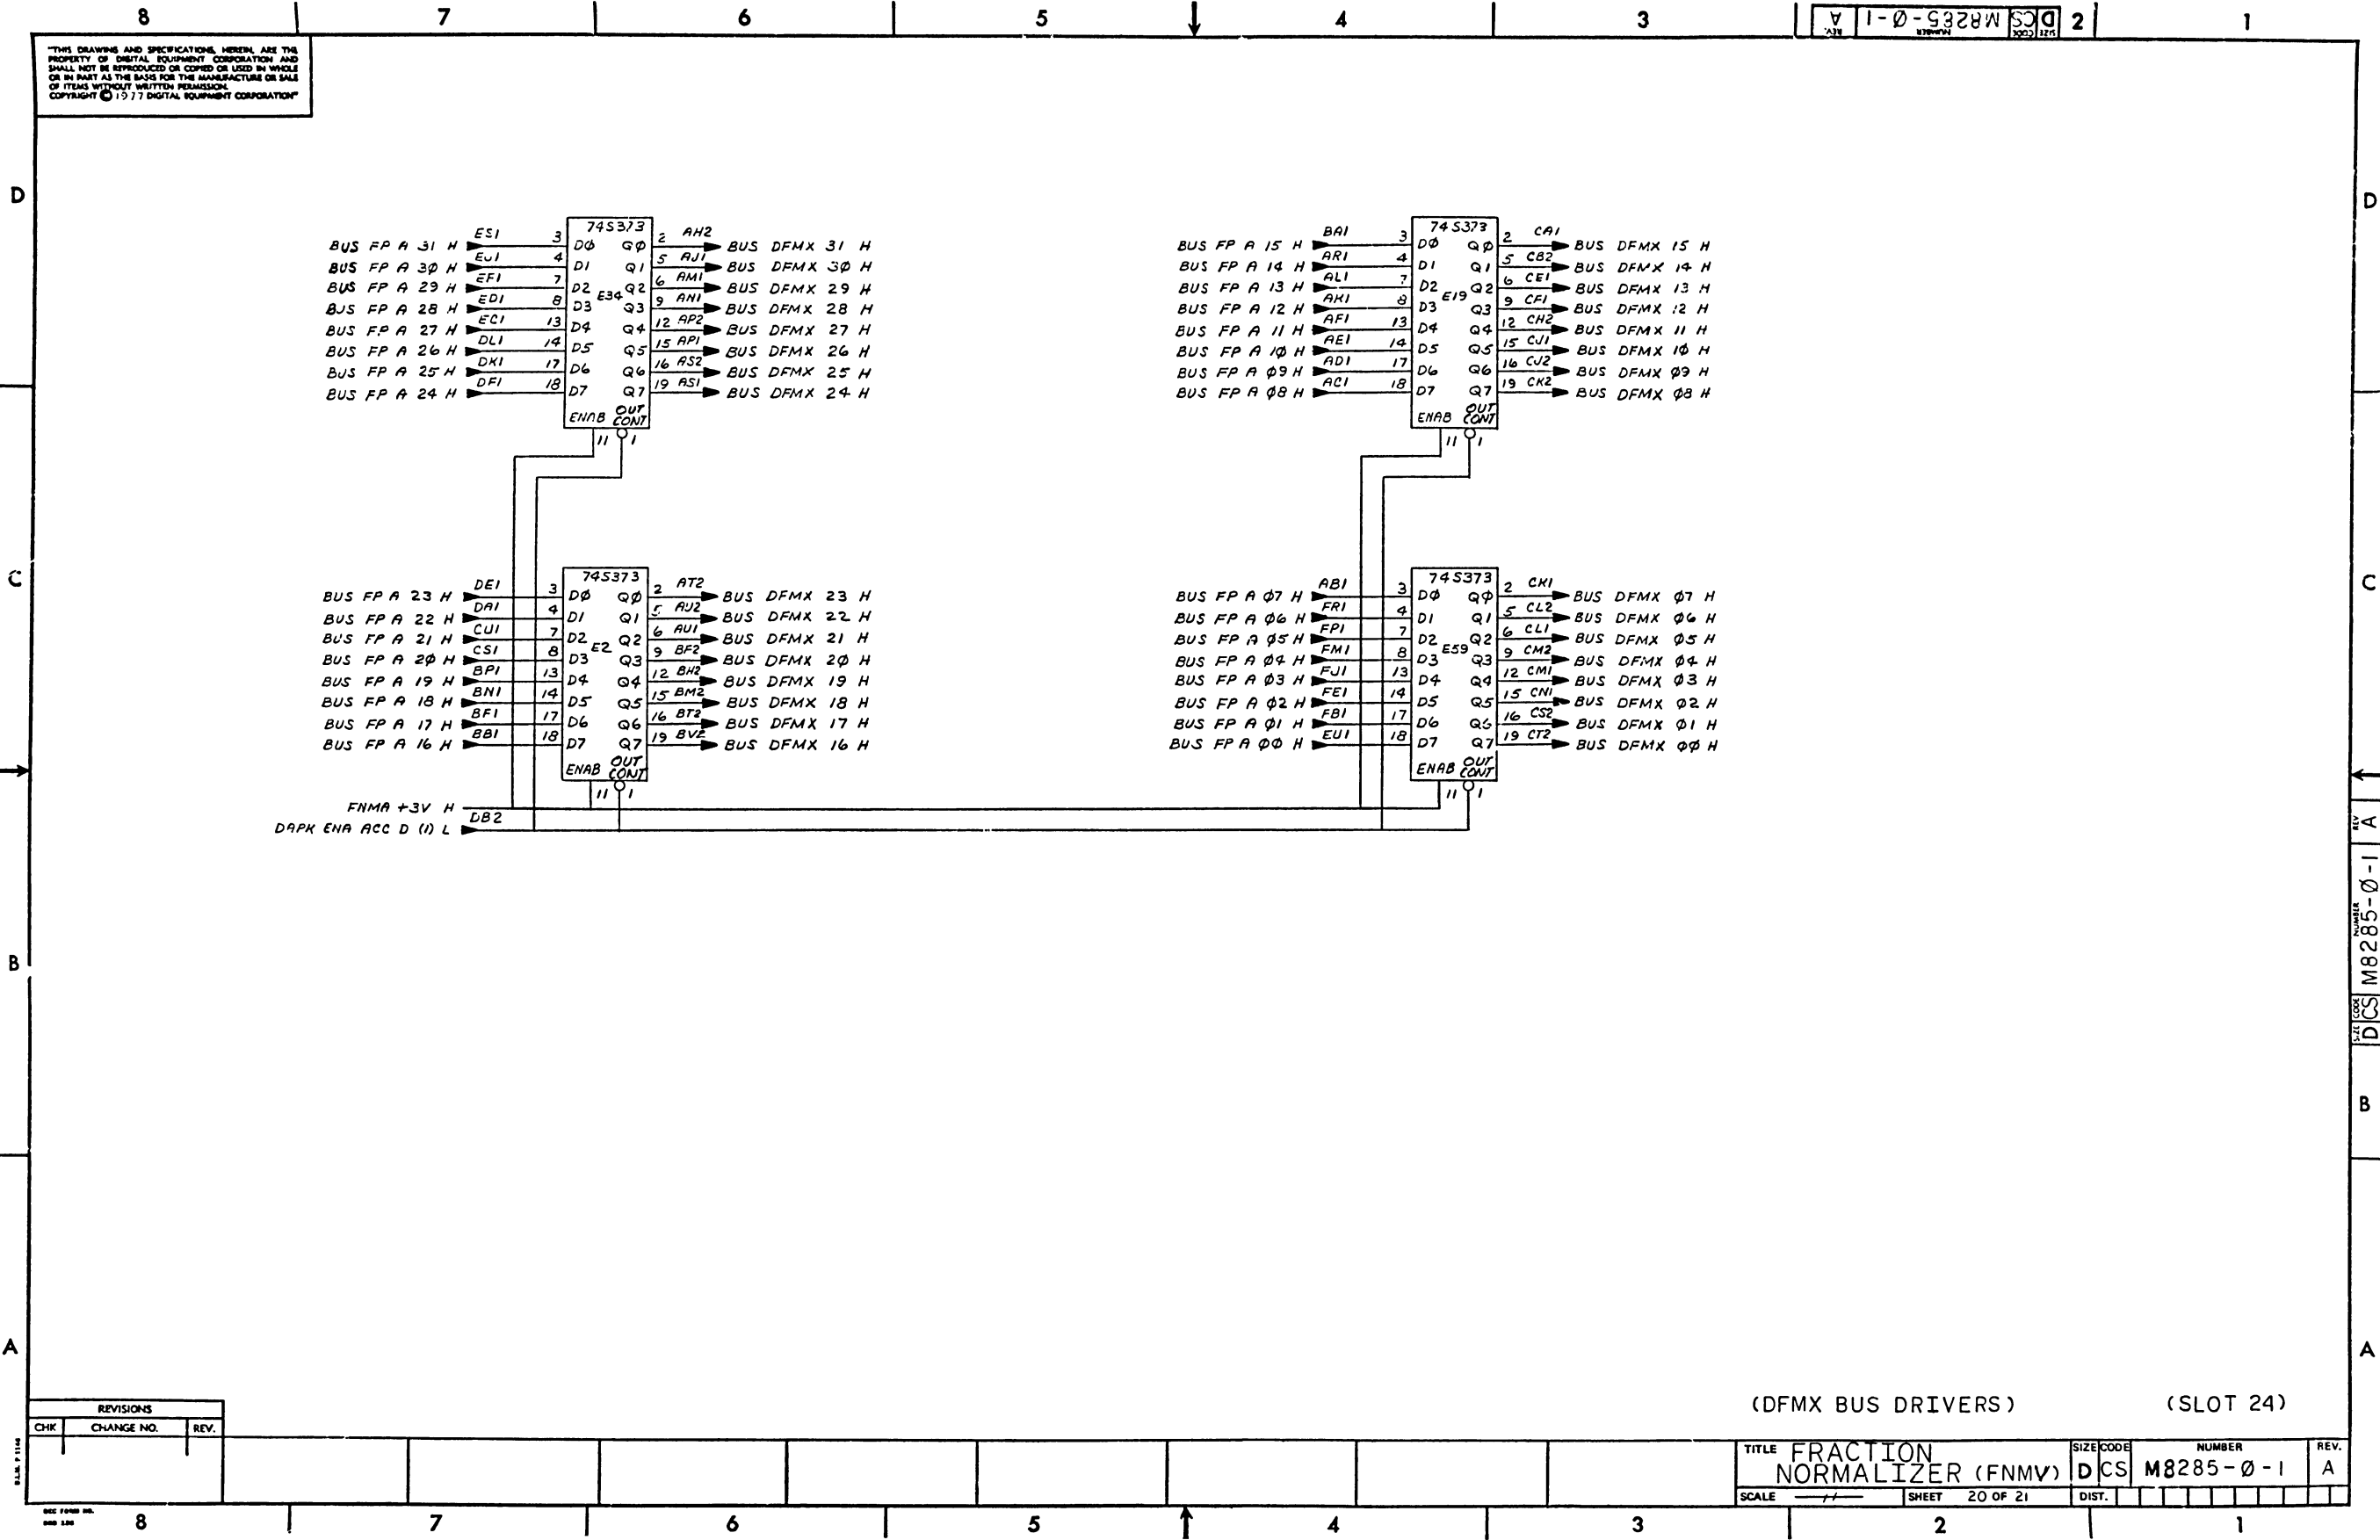 8 7 6 5 4 3 2 1
SIZE CODE NUMBER REV.
D CS M8285-Ø-1 A
"THIS DRAWING AND SPECIFICATIONS, HEREIN, ARE THE
PROPERTY OF DIGITAL EQUIPMENT CORPORATION AND
SHALL NOT BE REPRODUCED OR COPIED OR USED IN WHOLE
OR IN PART AS THE BASIS FOR THE MANUFACTURE OR SALE
OF ITEMS WITHOUT WRITTEN PERMISSION.
COPYRIGHT © 1977 DIGITAL EQUIPMENT CORPORATION"
D D
74S373
BUS FP A 31 H ES1 3 DØ QØ 2 AH2 BUS DFMX 31 H
BUS FP A 3Ø H EJ1 4 D1 Q1 5 AJ1 BUS DFMX 3Ø H
BUS FP A 29 H EF1 7 D2 Q2 6 AM1 BUS DFMX 29 H
E34
BUS FP A 28 H ED1 8 D3 Q3 9 AN1 BUS DFMX 28 H
BUS FP A 27 H EC1 13 D4 Q4 12 AP2 BUS DFMX 27 H
BUS FP A 26 H DL1 14 D5 Q5 15 AP1 BUS DFMX 26 H
BUS FP A 25 H DK1 17 D6 Q6 16 AS2 BUS DFMX 25 H
BUS FP A 24 H DF1 18 D7 Q7 19 AS1 BUS DFMX 24 H
ENAB OUT CONT
11 1
74S373
BUS FP A 15 H BA1 3 DØ QØ 2 CA1 BUS DFMX 15 H
BUS FP A 14 H AR1 4 D1 Q1 5 CB2 BUS DFMX 14 H
BUS FP A 13 H AL1 7 D2 Q2 6 CE1 BUS DFMX 13 H
E19
BUS FP A 12 H AK1 8 D3 Q3 9 CF1 BUS DFMX 12 H
BUS FP A 11 H AF1 13 D4 Q4 12 CH2 BUS DFMX 11 H
BUS FP A 1Ø H AE1 14 D5 Q5 15 CJ1 BUS DFMX 1Ø H
BUS FP A Ø9 H AD1 17 D6 Q6 16 CJ2 BUS DFMX Ø9 H
BUS FP A Ø8 H AC1 18 D7 Q7 19 CK2 BUS DFMX Ø8 H
ENAB OUT CONT
11 1
C C
74S373
BUS FP A 23 H DE1 3 DØ QØ 2 AT2 BUS DFMX 23 H
BUS FP A 22 H DA1 4 D1 Q1 5 AU2 BUS DFMX 22 H
BUS FP A 21 H CU1 7 D2 Q2 6 AU1 BUS DFMX 21 H
E2
BUS FP A 2Ø H CS1 8 D3 Q3 9 BF2 BUS DFMX 2Ø H
BUS FP A 19 H BP1 13 D4 Q4 12 BH2 BUS DFMX 19 H
BUS FP A 18 H BN1 14 D5 Q5 15 BM2 BUS DFMX 18 H
BUS FP A 17 H BF1 17 D6 Q6 16 BT2 BUS DFMX 17 H
BUS FP A 16 H BB1 18 D7 Q7 19 BV2 BUS DFMX 16 H
ENAB OUT CONT
11 1
74S373
BUS FP A Ø7 H AB1 3 DØ QØ 2 CK1 BUS DFMX Ø7 H
BUS FP A Ø6 H FR1 4 D1 Q1 5 CL2 BUS DFMX Ø6 H
BUS FP A Ø5 H FP1 7 D2 Q2 6 CL1 BUS DFMX Ø5 H
E59
BUS FP A Ø4 H FM1 8 D3 Q3 9 CM2 BUS DFMX Ø4 H
BUS FP A Ø3 H FJ1 13 D4 Q4 12 CM1 BUS DFMX Ø3 H
BUS FP A Ø2 H FE1 14 D5 Q5 15 CN1 BUS DFMX Ø2 H
BUS FP A Ø1 H FB1 17 D6 Q6 16 CS2 BUS DFMX Ø1 H
BUS FP A ØØ H EU1 18 D7 Q7 19 CT2 BUS DFMX ØØ H
ENAB OUT CONT
11 1
FNMA +3V H
DAPK ENA ACC D (1) L DB2
SIZE CODE NUMBER REV
D CS M8285-Ø-1 A
B B
A A
(DFMX BUS DRIVERS) (SLOT 24)
REVISIONS
CHK CHANGE NO. REV.
TITLE FRACTION
NORMALIZER (FNMV)
SIZE CODE NUMBER REV.
D CS M8285-Ø-1 A
SCALE SHEET 20 OF 21 DIST.
DEC FORM NO.
8 7 6 5 4 3 2 1